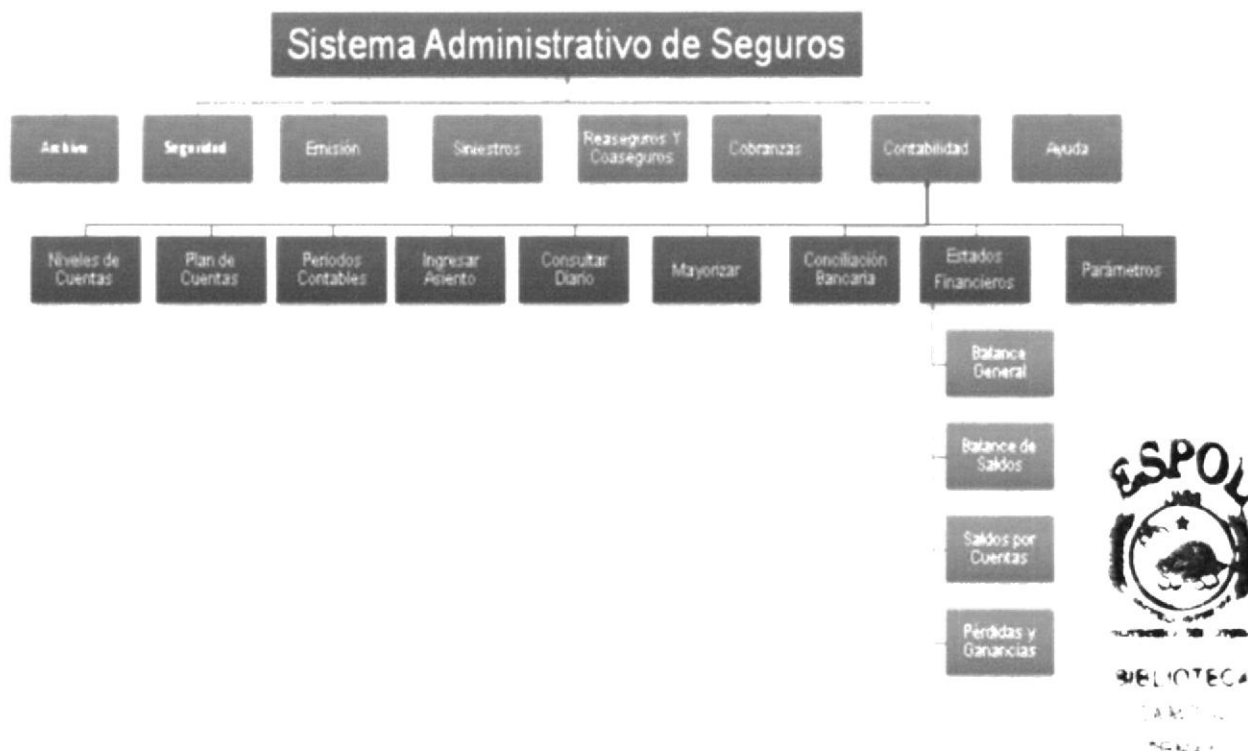 Sistema Administrativo de Seguros
Archivo
Seguridad
Emisión
Siniestros
Reaseguros Y
Coaseguros
Cobranzas
Contabilidad
Ayuda
Niveles de
Cuentas
Plan de
Cuentas
Periodos
Contables
Ingresar
Asiento
Consultar
Diario
Mayorizar
Conciliación
Bancaria
Estados
Financieros
Parámetros
Balance
General
Balance de
Saldos
Saldos por
Cuentas
Pérdidas y
Ganancias
ESPOL
BIBLIOTECA